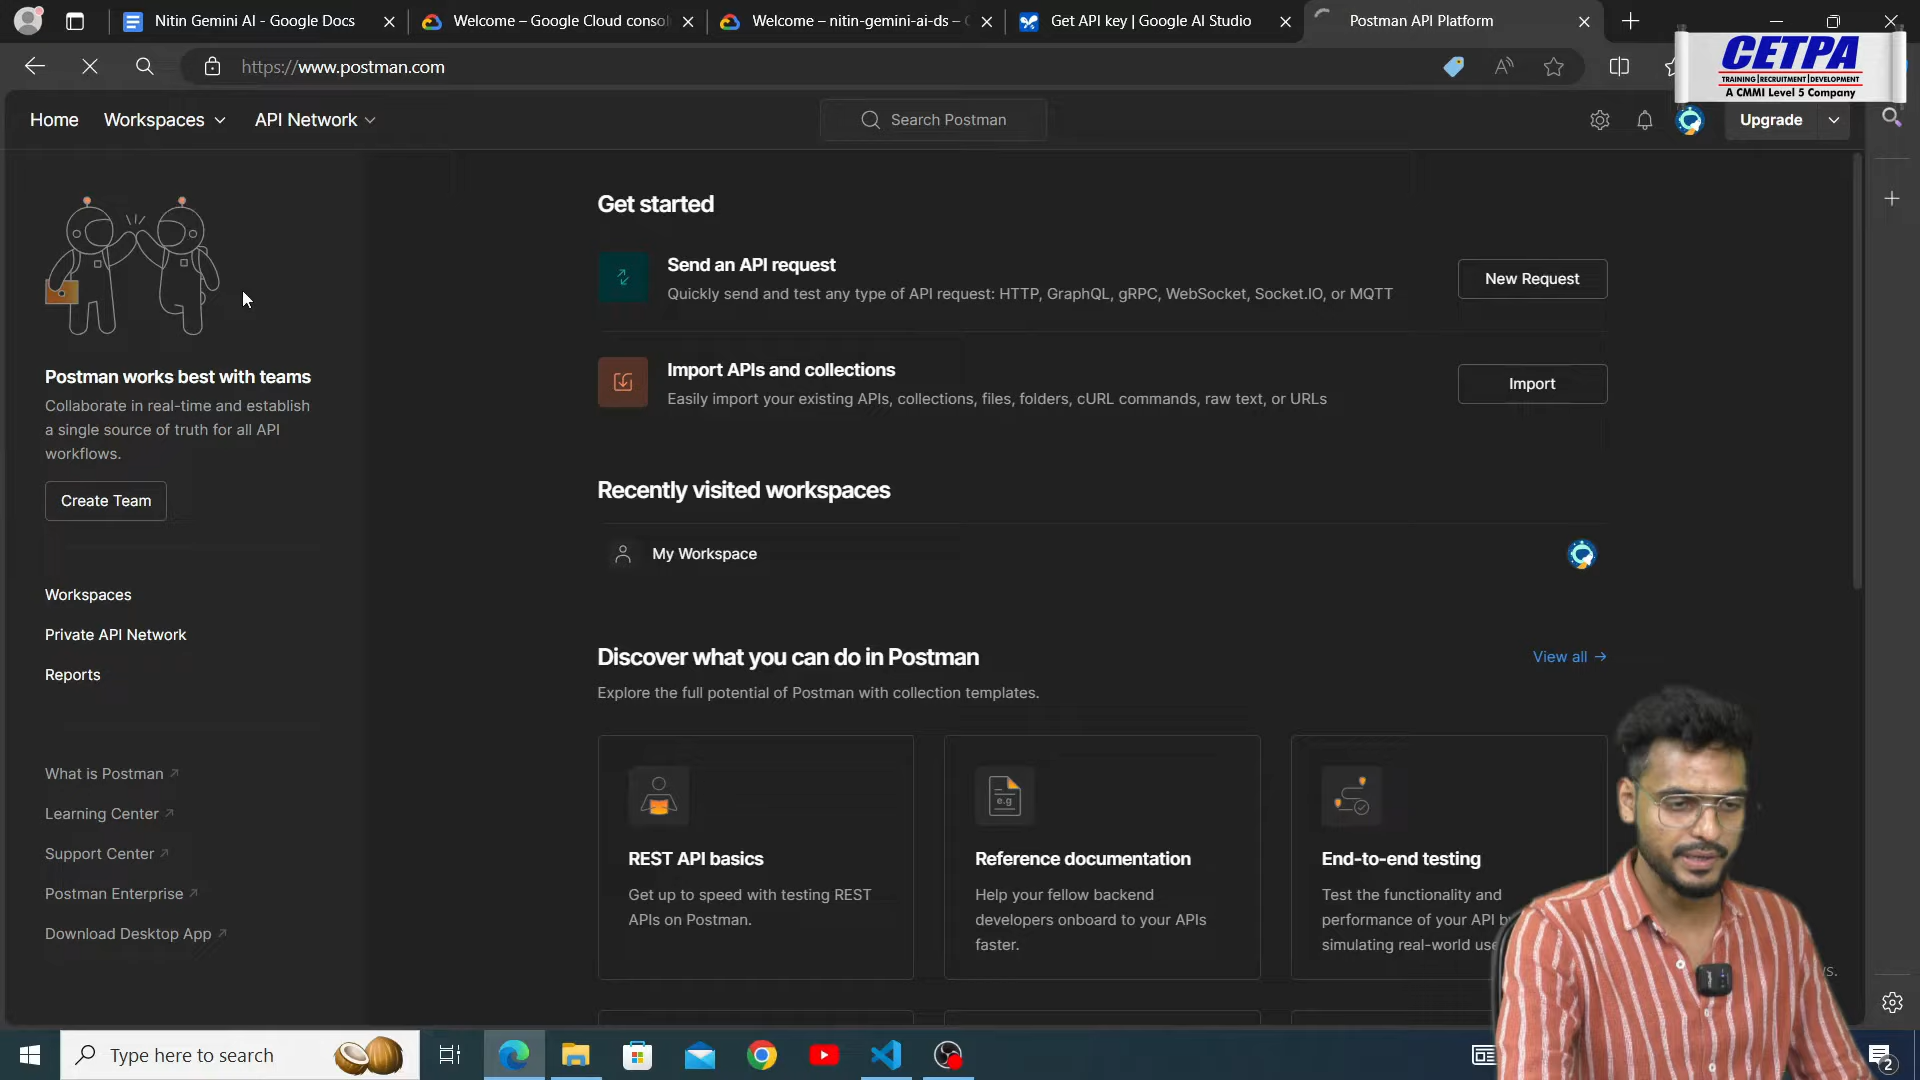 Nitin Gemini AI - Google Docs
Welcome – Google Cloud conso
Welcome – nitin-gemini-ai-ds –
Get API key | Google AI Studio
Postman API Platform
https://www.postman.com
CETPA
TRAINING | RECRUITMENT | DEVELOPMENT
A CMMI Level 5 Company
Home
Workspaces
API Network
Search Postman
Upgrade
Postman works best with teams
Collaborate in real-time and establish
a single source of truth for all API
workflows.
Create Team
Workspaces
Private API Network
Reports
What is Postman
Learning Center
Support Center
Postman Enterprise
Download Desktop App
Get started
Send an API request
Quickly send and test any type of API request: HTTP, GraphQL, gRPC, WebSocket, Socket.IO, or MQTT
New Request
Import APIs and collections
Easily import your existing APIs, collections, files, folders, cURL commands, raw text, or URLs
Import
Recently visited workspaces
My Workspace
Discover what you can do in Postman
View all
Explore the full potential of Postman with collection templates.
REST API basics
Get up to speed with testing REST
APIs on Postman.
e.g
Reference documentation
Help your fellow backend
developers onboard to your APIs
faster.
End-to-end testing
Test the functionality and
performance of your API
simulating real-world
Type here to search
2